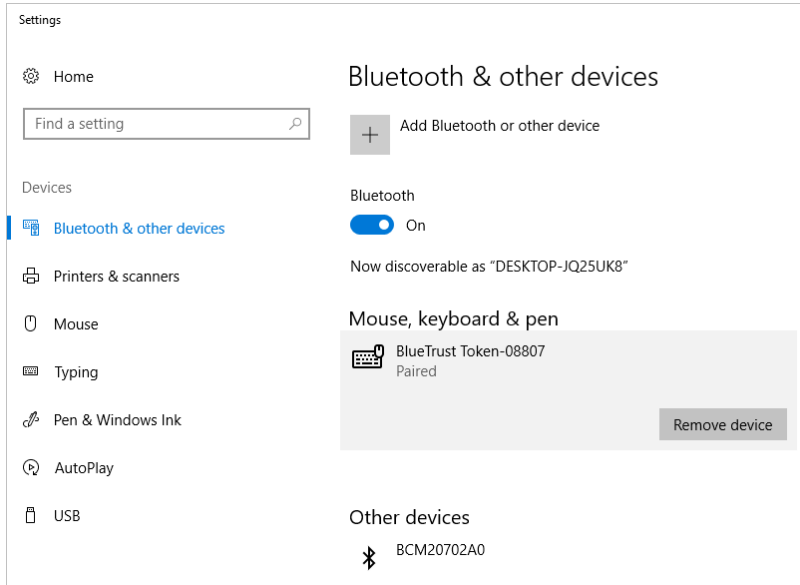 Settings
Home
Find a setting
Devices
Bluetooth & other devices
Printers & scanners
Mouse
Typing
Pen & Windows Ink
AutoPlay
USB
Bluetooth & other devices
Add Bluetooth or other device
Bluetooth
On
Now discoverable as “DESKTOP-JQ25UK8”
Mouse, keyboard & pen
BlueTrust Token-08807
Paired
Remove device
Other devices
BCM20702A0